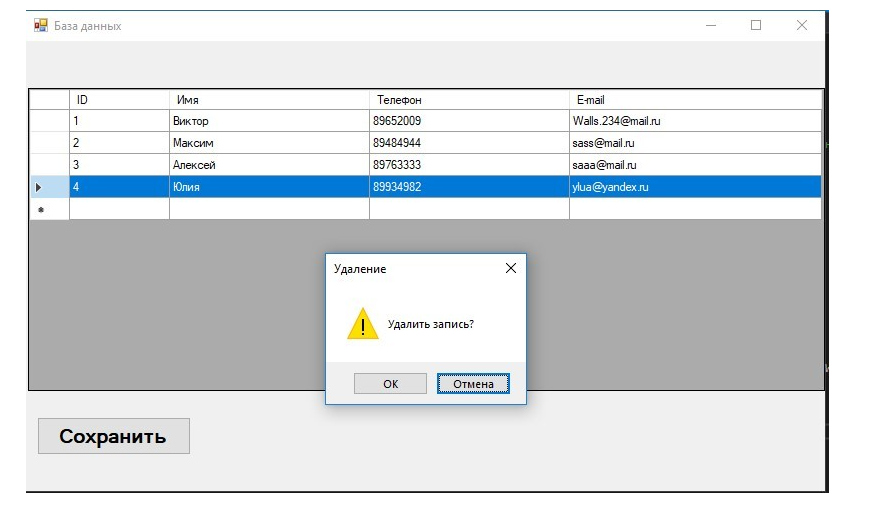 База данных
ID Имя Телефон E-mail
1 Виктор 89652009 Walls.234@mail.ru
2 Максим 89484944 sass@mail.ru
3 Алексей 89763333 saaa@mail.ru
4 Юлия 89934982 ylua@yandex.ru
Удаление
Удалить запись?
ОК Отмена
Сохранить